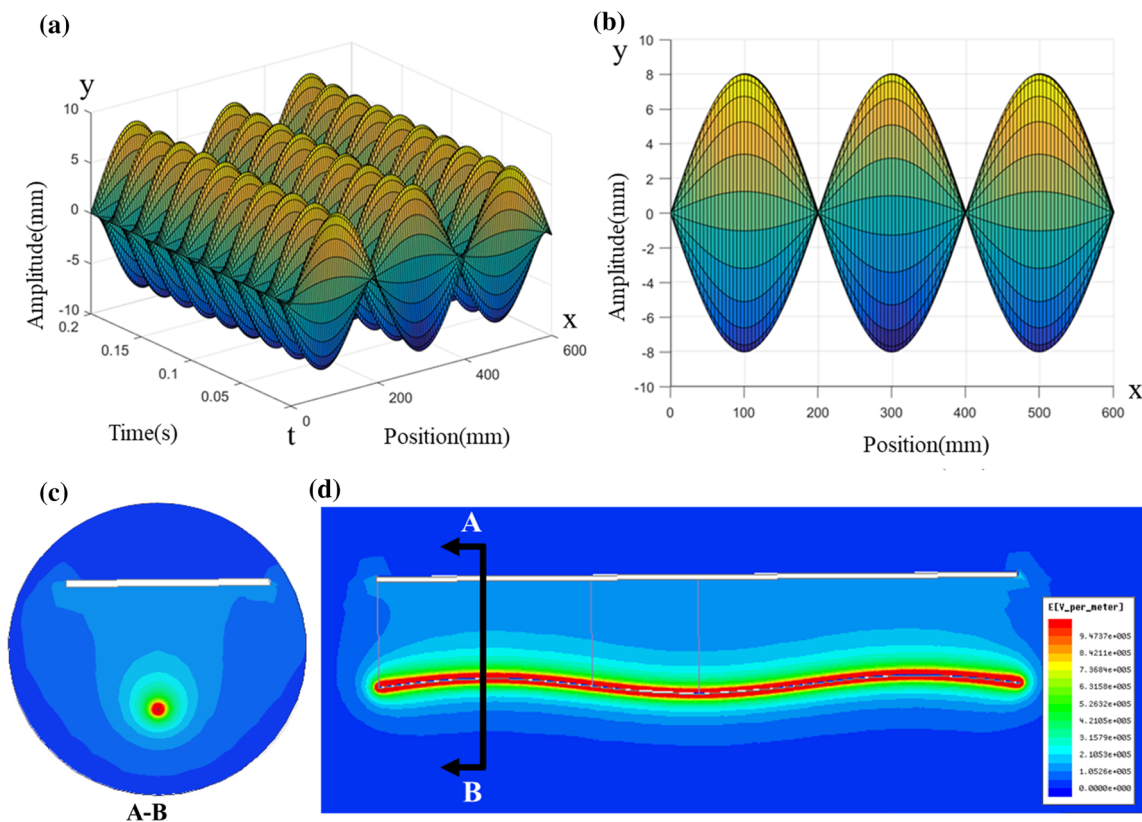 (a)
y
10
5
0
-5
-10
Amplitude(mm)
0.2
0.15
0.1
0.05
0
t
Time(s)
200
400
600
x
Position(mm)
(b)
y
10
8
6
4
2
0
-2
-4
-6
-8
-10
Amplitude(mm)
0 100 200 300 400 500 600
x
Position(mm)
(c)
A-B
(d)
A
B
E[V_per_meter]
9.4737e+005
8.4211e+005
7.3684e+005
6.3158e+005
5.2632e+005
4.2105e+005
3.1579e+005
2.1053e+005
1.0526e+005
0.0000e+000